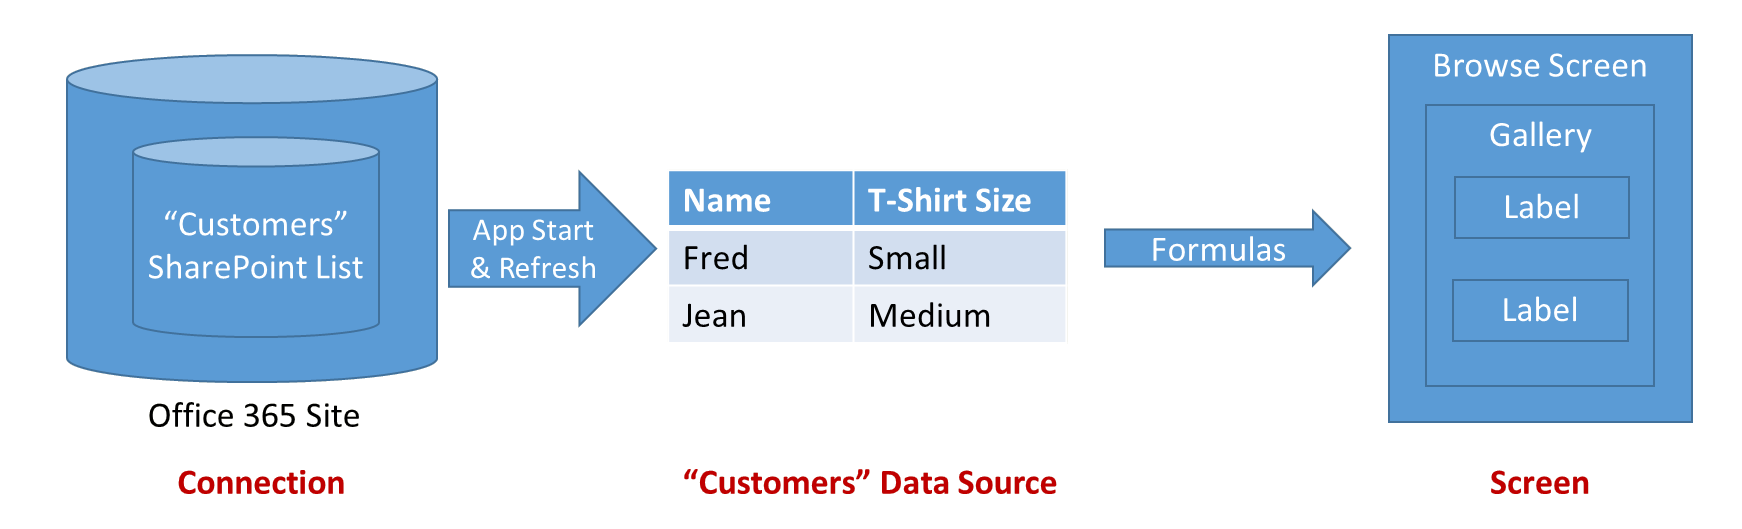 “Customers”
SharePoint List
Office 365 Site
Connection
App Start
& Refresh
Name T-Shirt Size
Fred Small
Jean Medium
“Customers” Data Source
Formulas
Browse Screen
Gallery
Label
Label
Screen